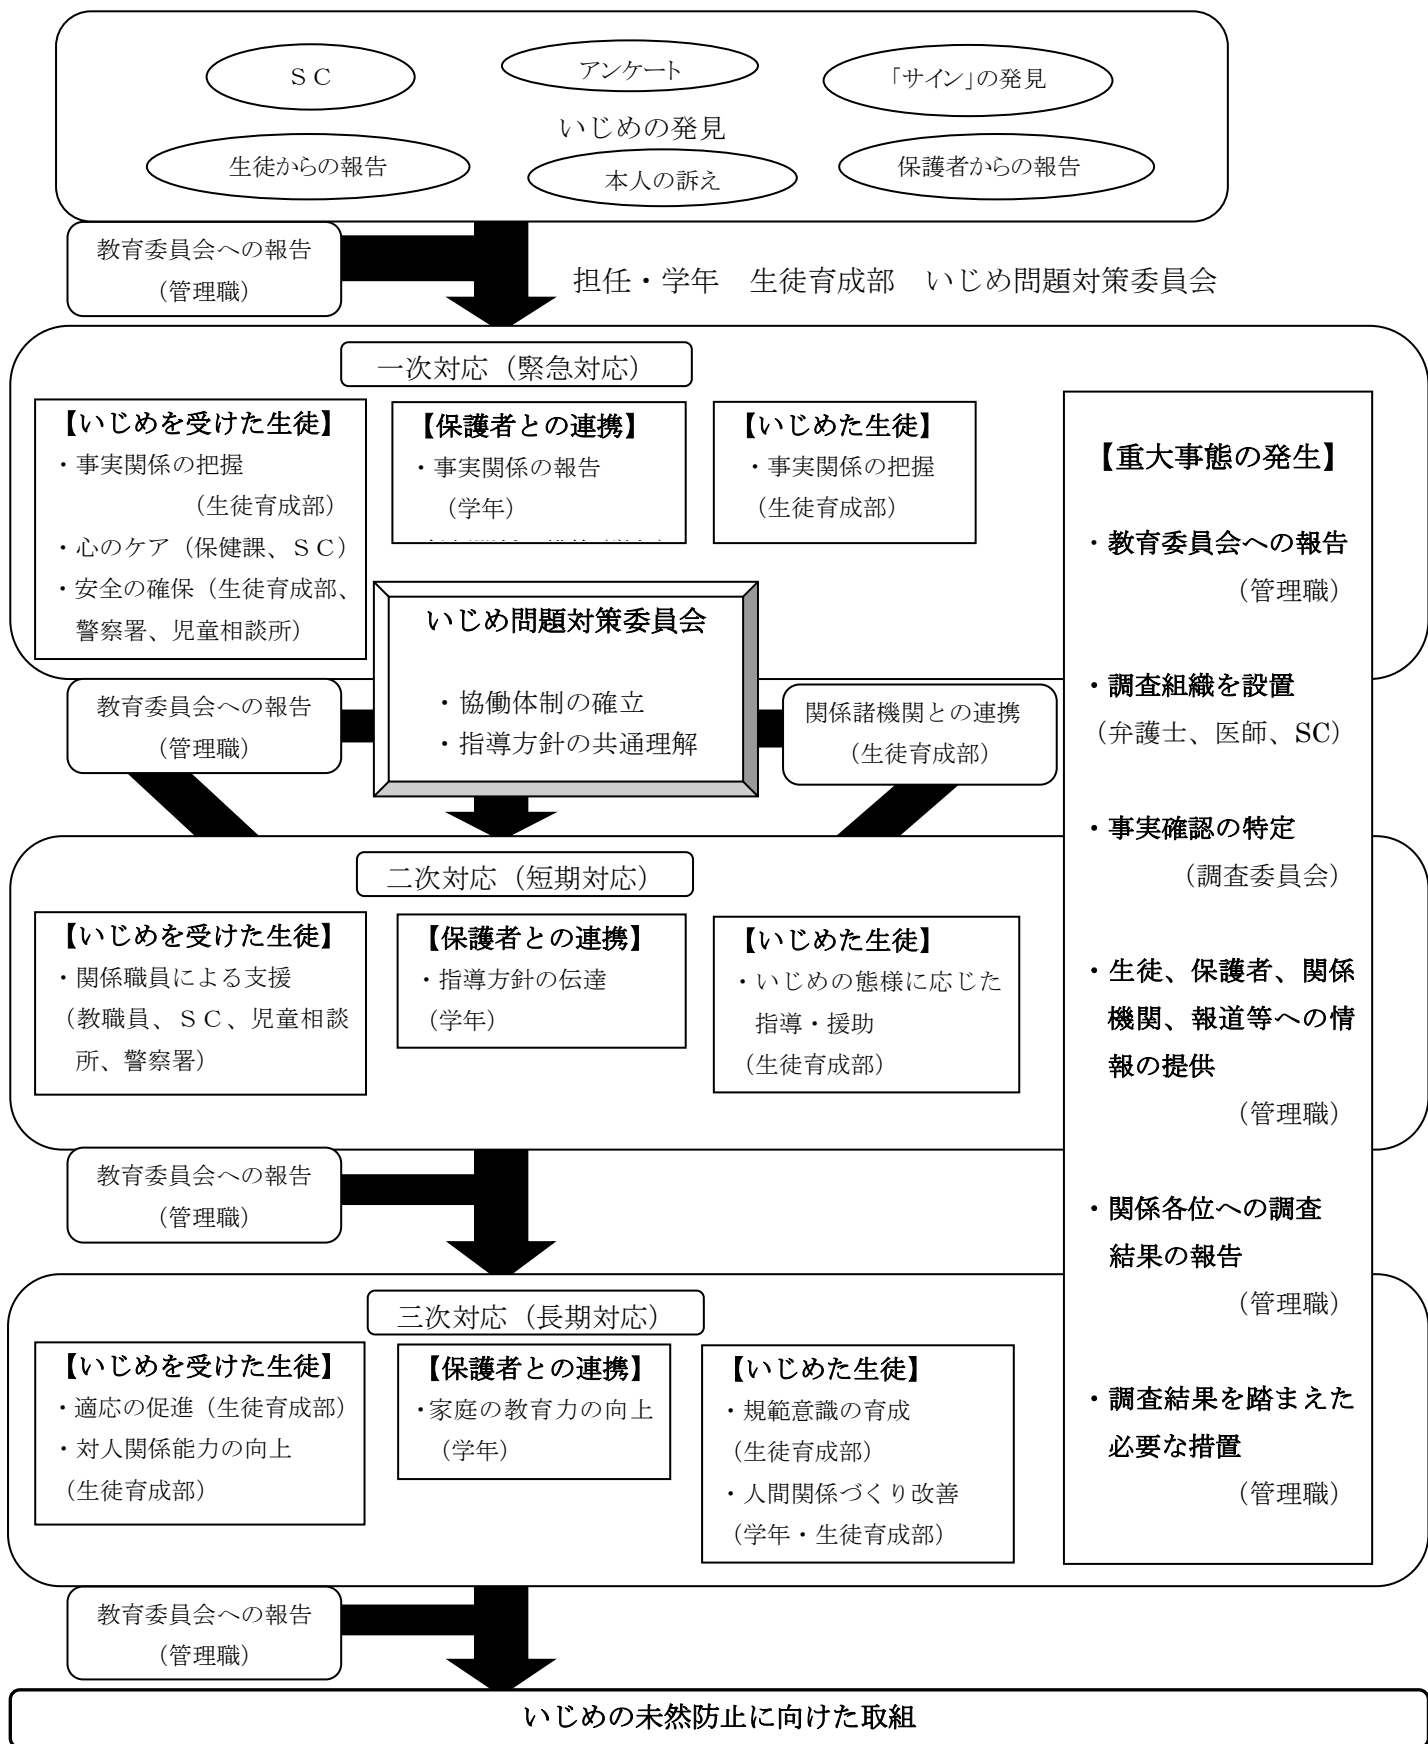 ＳＣ
アンケート
「サイン」の発見
いじめの発見
生徒からの報告
本人の訴え
保護者からの報告
教育委員会への報告
（管理職）
担任・学年　生徒育成部　いじめ問題対策委員会
一次対応（緊急対応）
【いじめを受けた生徒】
・事実関係の把握
（生徒育成部）
・心のケア（保健課、ＳＣ）
・安全の確保（生徒育成部、
警察署、児童相談所）
【保護者との連携】
・事実関係の報告
（学年）
【いじめた生徒】
・事実関係の把握
（生徒育成部）
いじめ問題対策委員会
・協働体制の確立
・指導方針の共通理解
教育委員会への報告
（管理職）
関係諸機関との連携
（生徒育成部）
二次対応（短期対応）
【いじめを受けた生徒】
・関係職員による支援
（教職員、ＳＣ、児童相談
所、警察署）
【保護者との連携】
・指導方針の伝達
（学年）
【いじめた生徒】
・いじめの態様に応じた
指導・援助
（生徒育成部）
教育委員会への報告
（管理職）
三次対応（長期対応）
【いじめを受けた生徒】
・適応の促進（生徒育成部）
・対人関係能力の向上
（生徒育成部）
【保護者との連携】
・家庭の教育力の向上
（学年）
【いじめた生徒】
・規範意識の育成
（生徒育成部）
・人間関係づくり改善
（学年・生徒育成部）
【重大事態の発生】
・教育委員会への報告
（管理職）
・調査組織を設置
（弁護士、医師、SC）
・事実確認の特定
（調査委員会）
・生徒、保護者、関係
機関、報道等への情
報の提供
（管理職）
・関係各位への調査
結果の報告
（管理職）
・調査結果を踏まえた
必要な措置
（管理職）
教育委員会への報告
（管理職）
いじめの未然防止に向けた取組